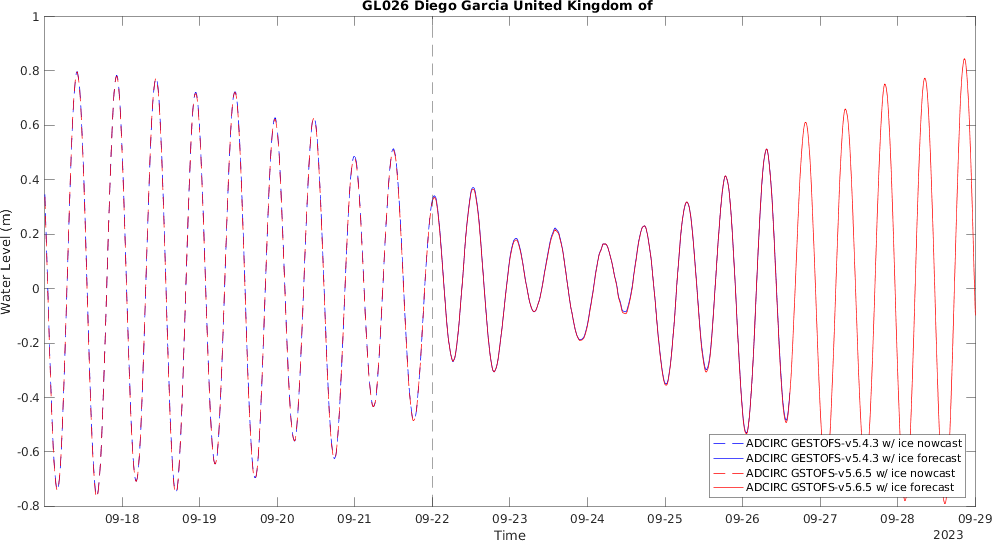 GL026 Diego Garcia United Kingdom of
Water Level (m)
1
0.8
0.6
0.4
0.2
0
-0.2
-0.4
-0.6
-0.8
ADCIRC GESTOFS-v5.4.3 w/ ice nowcast
ADCIRC GESTOFS-v5.4.3 w/ ice forecast
ADCIRC GSTOFS-v5.6.5 w/ ice nowcast
ADCIRC GSTOFS-v5.6.5 w/ ice forecast
09-18 09-19 09-20 09-21 09-22 09-23 09-24 09-25 09-26 09-27 09-28 09-29
Time
2023